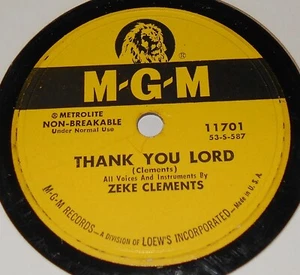 M-G-M
Ⓜ METROLITE
NON-BREAKABLE
Under Normal Use
11701
53-S-587
THANK YOU LORD
(Clements)
All Voices And Instruments By
ZEKE CLEMENTS
M-G-M RECORDS—A DIVISION OF LOEW'S INCORPORATED—Made in U.S.A.